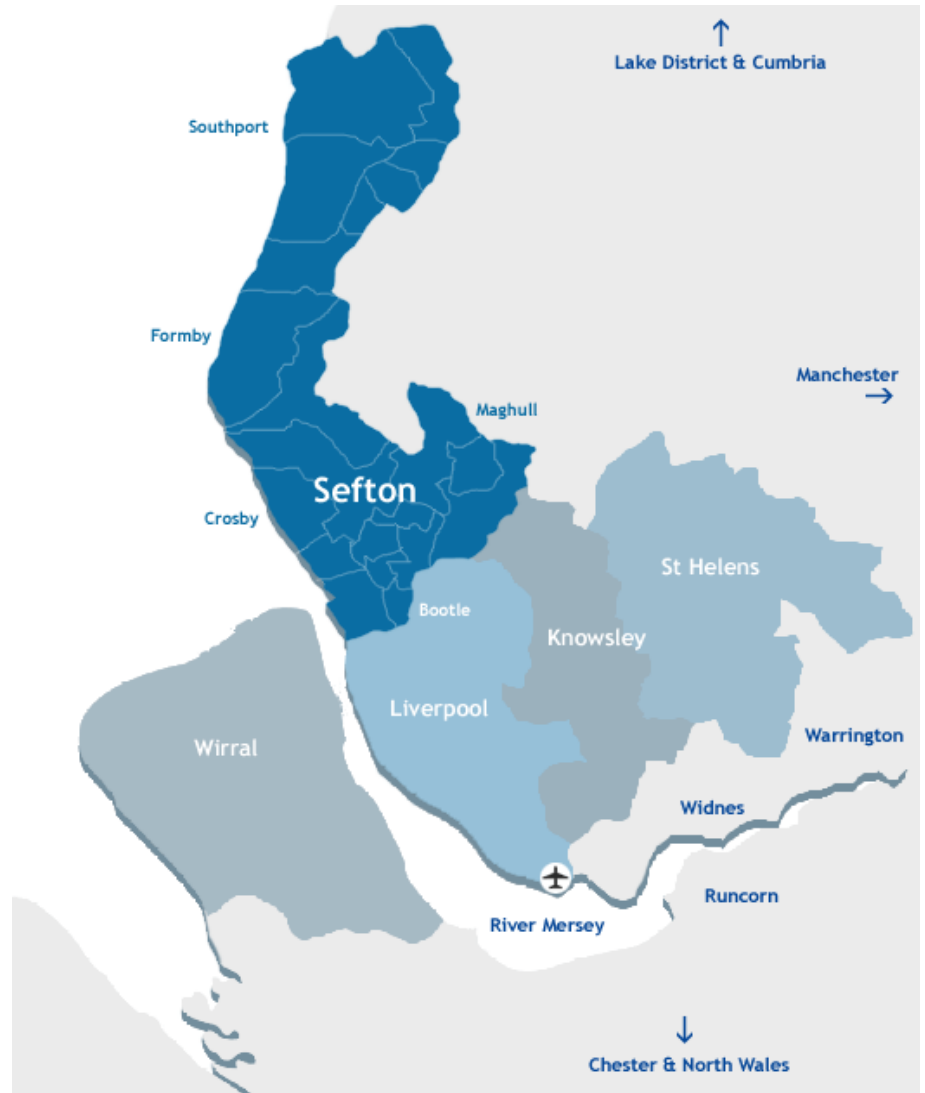 ↑
Lake District & Cumbria
Southport
Formby
Manchester
→
Maghull
Sefton
Crosby
St Helens
Bootle
Knowsley
Liverpool
Warrington
Wirral
Widnes
Runcorn
River Mersey
↓
Chester & North Wales